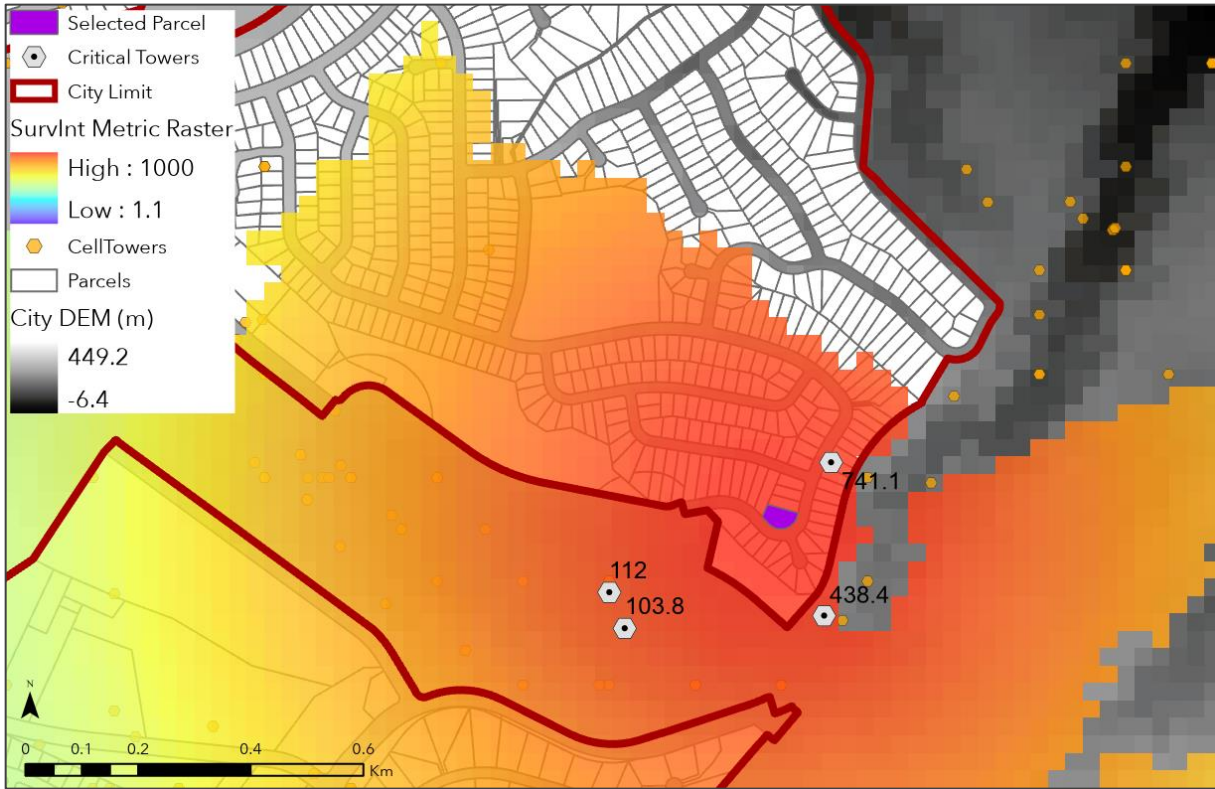 Selected Parcel
Critical Towers
City Limit
SurvInt Metric Raster
High : 1000
Low : 1.1
CellTowers
Parcels
City DEM (m)
449.2
-6.4
741.1
112
103.8
438.4
N
0 0.1 0.2 0.4 0.6
Km